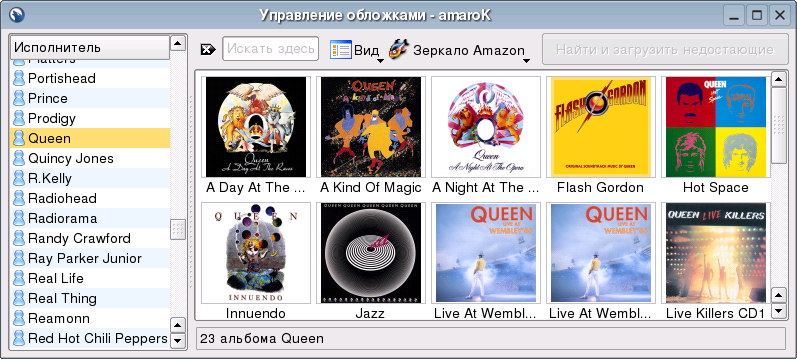 Управление обложками - amaroK
Исполнитель
Platters
Portishead
Prince
Prodigy
Queen
Quincy Jones
R.Kelly
Radiohead
Radiorama
Randy Crawford
Ray Parker Junior
Real Life
Real Thing
Reamonn
Red Hot Chili Peppers
Искать здесь
Вид
Зеркало Amazon
Найти и загрузить недостающие
Queen
A Day At The Races
QUEEN
A Kind Of Magic
Queen
A Night At The Opera
FLASH GORDON
ORIGINAL SOUNDTRACK MUSIC BY QUEEN
QUEEN
Hot Space
A Day At The ...
A Kind Of Magic
A Night At The ...
Flash Gordon
Hot Space
QUEEN
INNUENDO
QUEEN QUEEN QUEEN QUEEN QUEEN
QUEEN
LIVE AT
WEMBLEY '86
QUEEN
LIVE AT
WEMBLEY '86
QUEEN LIVE KILLERS
Innuendo
Jazz
Live At Wembl...
Live At Wembl...
Live Killers CD1
23 альбома Queen